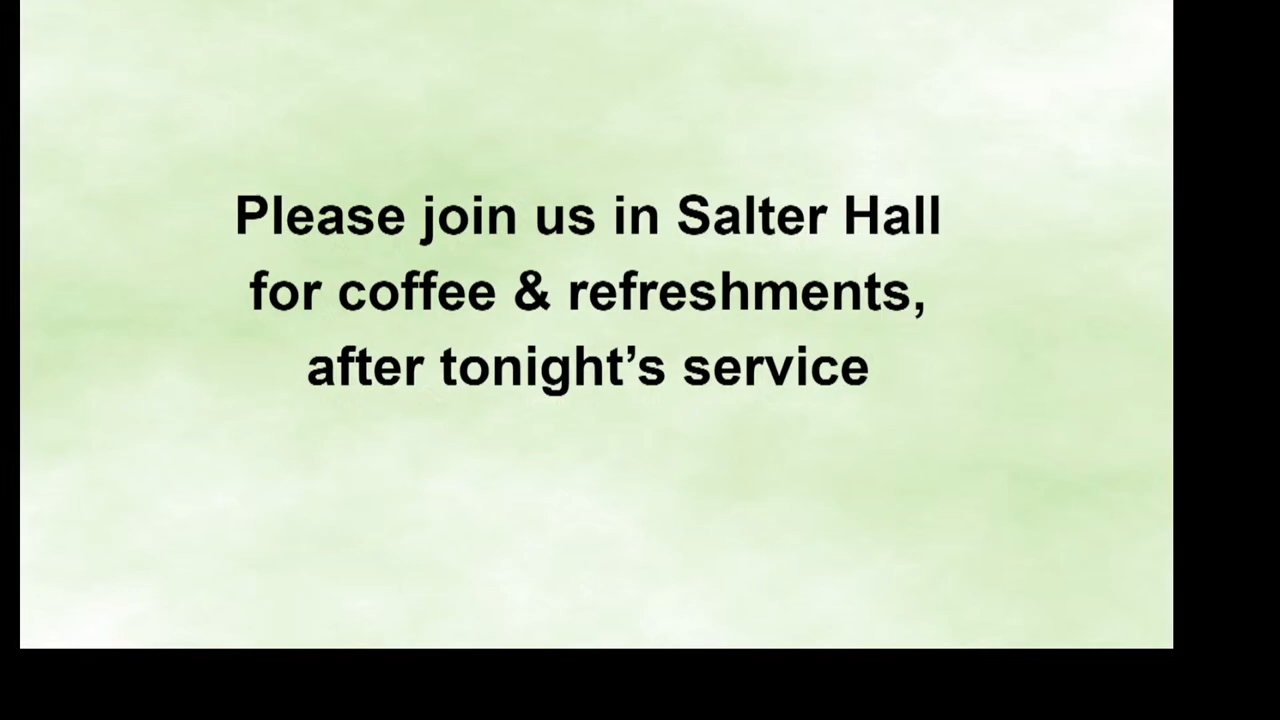 Please join us in Salter Hall
for coffee & refreshments,
after tonight’s service